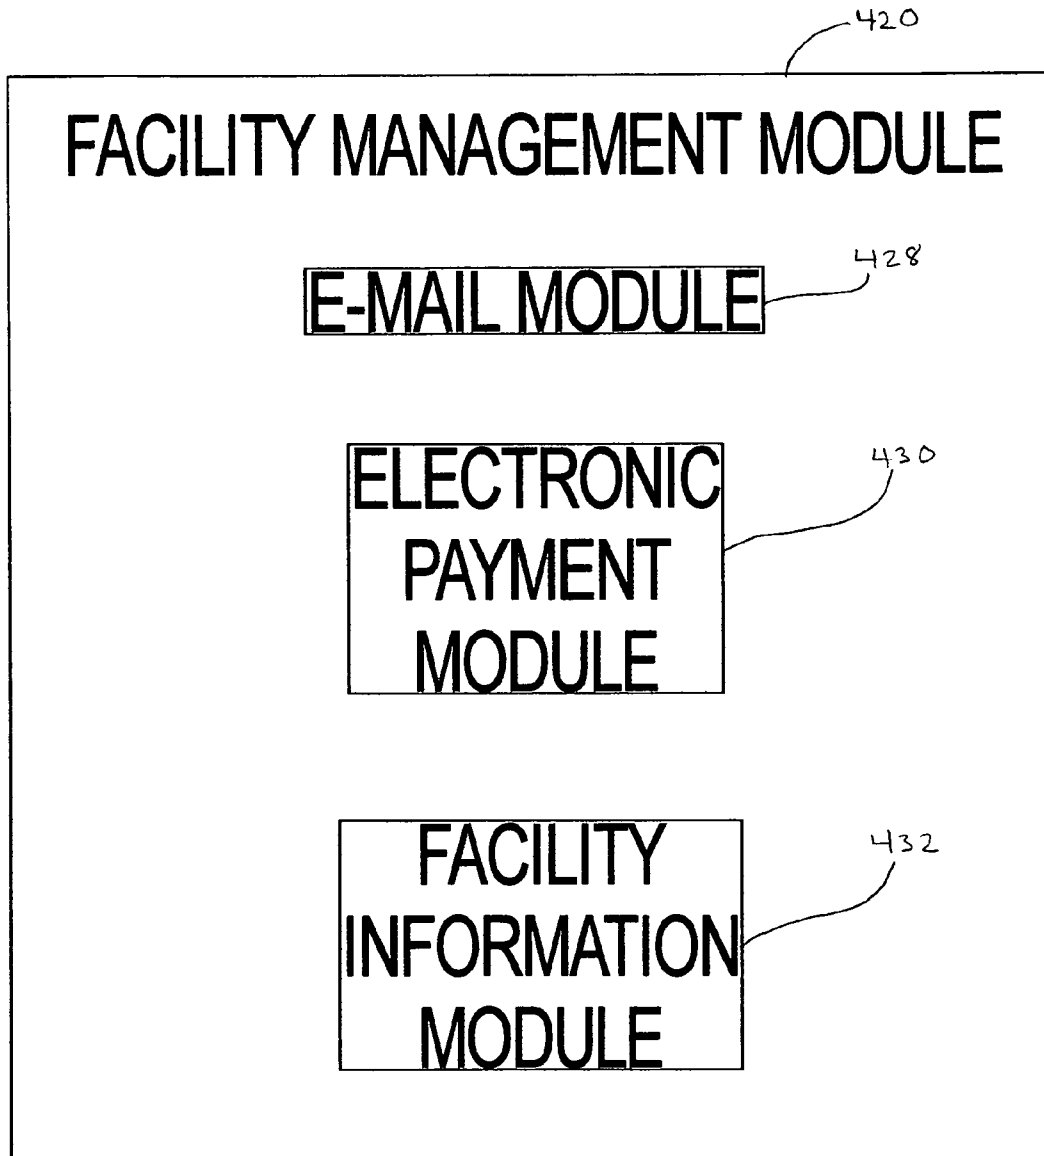 420
FACILITY MANAGEMENT MODULE
428
E-MAIL MODULE
430
ELECTRONIC
PAYMENT
MODULE
432
FACILITY
INFORMATION
MODULE